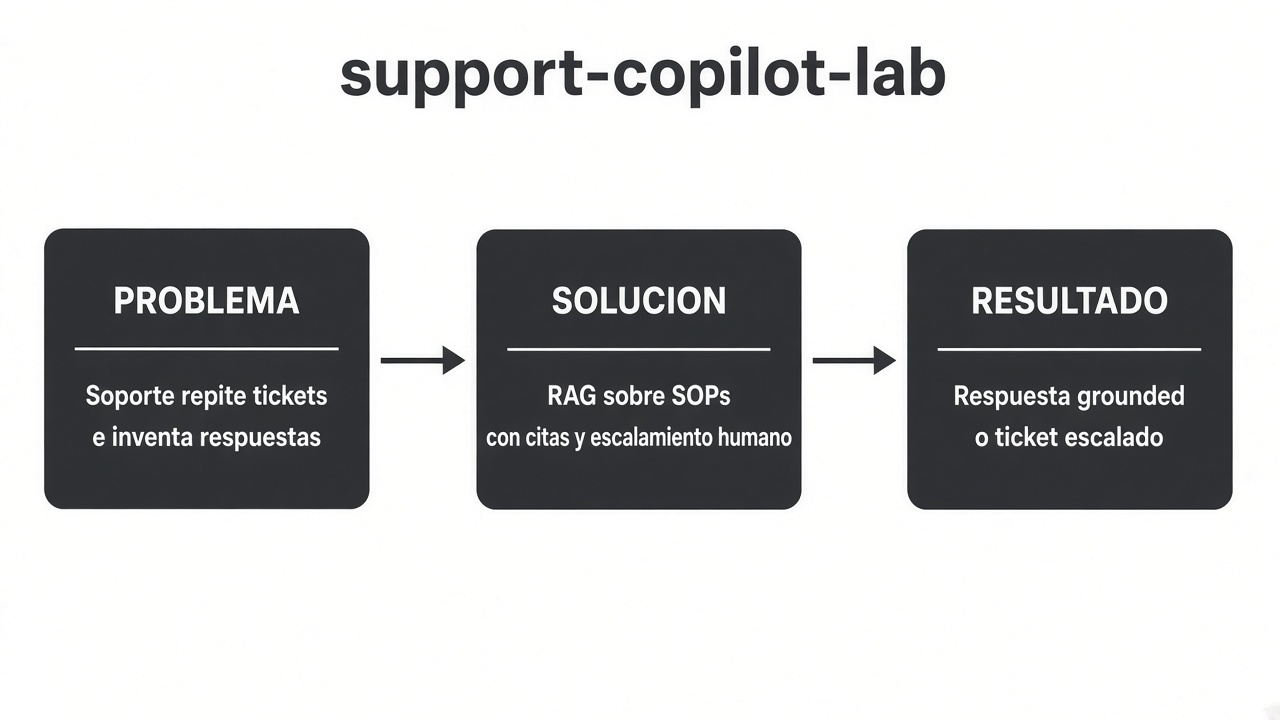 support-copilot-lab
PROBLEMA
Soporte repite tickets
e inventa respuestas
SOLUCION
RAG sobre SOPs
con citas y escalamiento humano
RESULTADO
Respuesta grounded
o ticket escalado